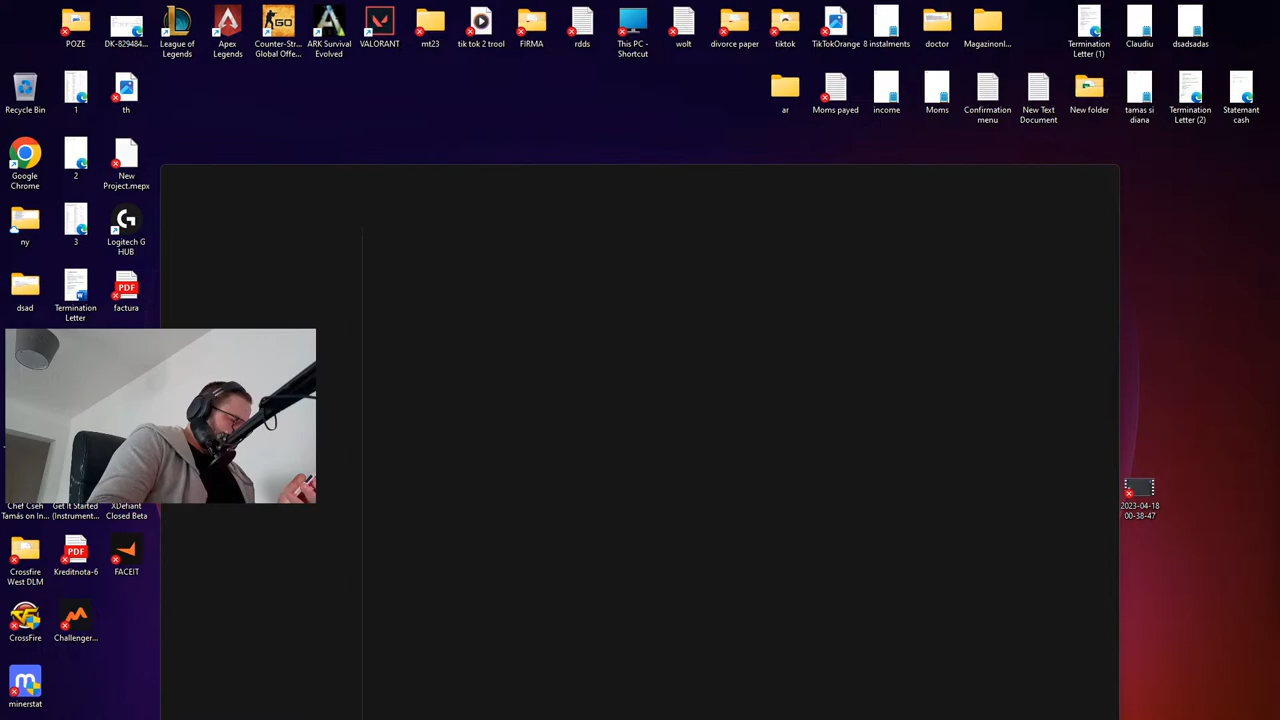 POZE
DK-829484...
League of
Legends
Apex
Legends
Counter-Str...
Global Offe...
ARK Survival
Evolved
VALORANT
mt23
tik tok 2 trool
FIRMA
rdds
This PC -
Shortcut
wolt
divorce paper
tiktok
TikTokOrange
8 instalments
doctor
Magazinonl...
Termination
Letter (1)
Claudiu
dsadsadas
Recycle Bin
1
th
ar
Moms payed
income
Moms
Confirmation
menu
New Text
Document
New folder
tamas si
diana
Termination
Letter (2)
Statemant
cash
Google
Chrome
2
New
Project.mepx
ny
3
Logitech G
HUB
dsad
Termination
Letter
PDF
factura
Chef Cseh
Tamás on In...
Get It Started
(Instrument...
XDefiant
Closed Beta
2023-04-18
00-38-47
Crossfire
West DLM
PDF
Kreditnota-6
FACEIT
CrossFire
Challenger...
minerstat